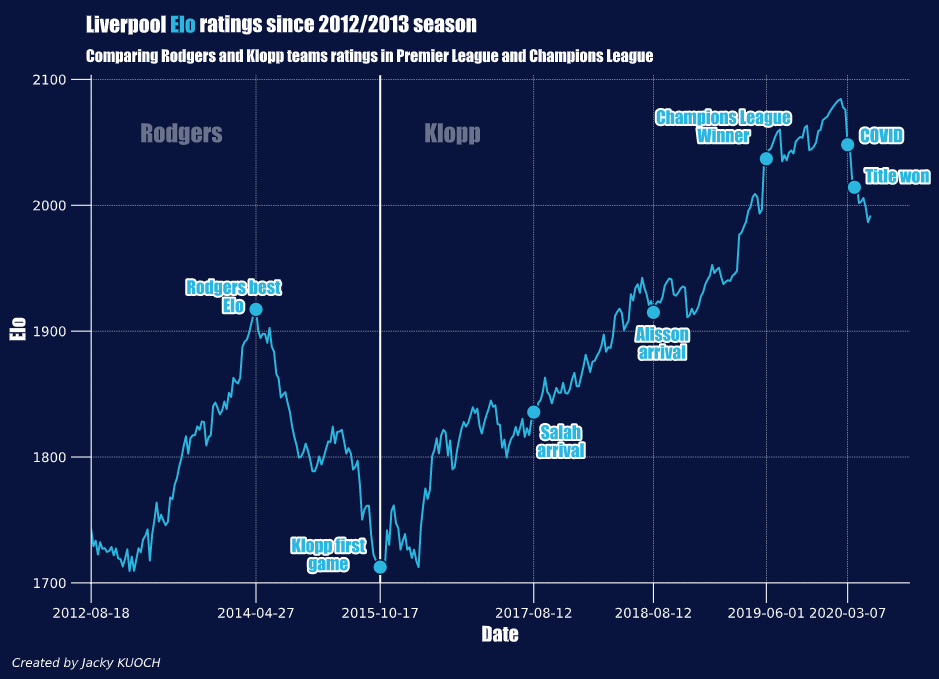 Liverpool Elo ratings since 2012/2013 season
Comparing Rodgers and Klopp teams ratings in Premier League and Champions League
2100
2000
1900
1800
1700
Elo
Rodgers
Klopp
Champions League
Winner
COVID
Title won
Rodgers best
Elo
Alisson
arrival
Salah
arrival
Klopp first
game
2012-08-18
2014-04-27
2015-10-17
2017-08-12
2018-08-12
2019-06-01
2020-03-07
Date
Created by Jacky KUOCH